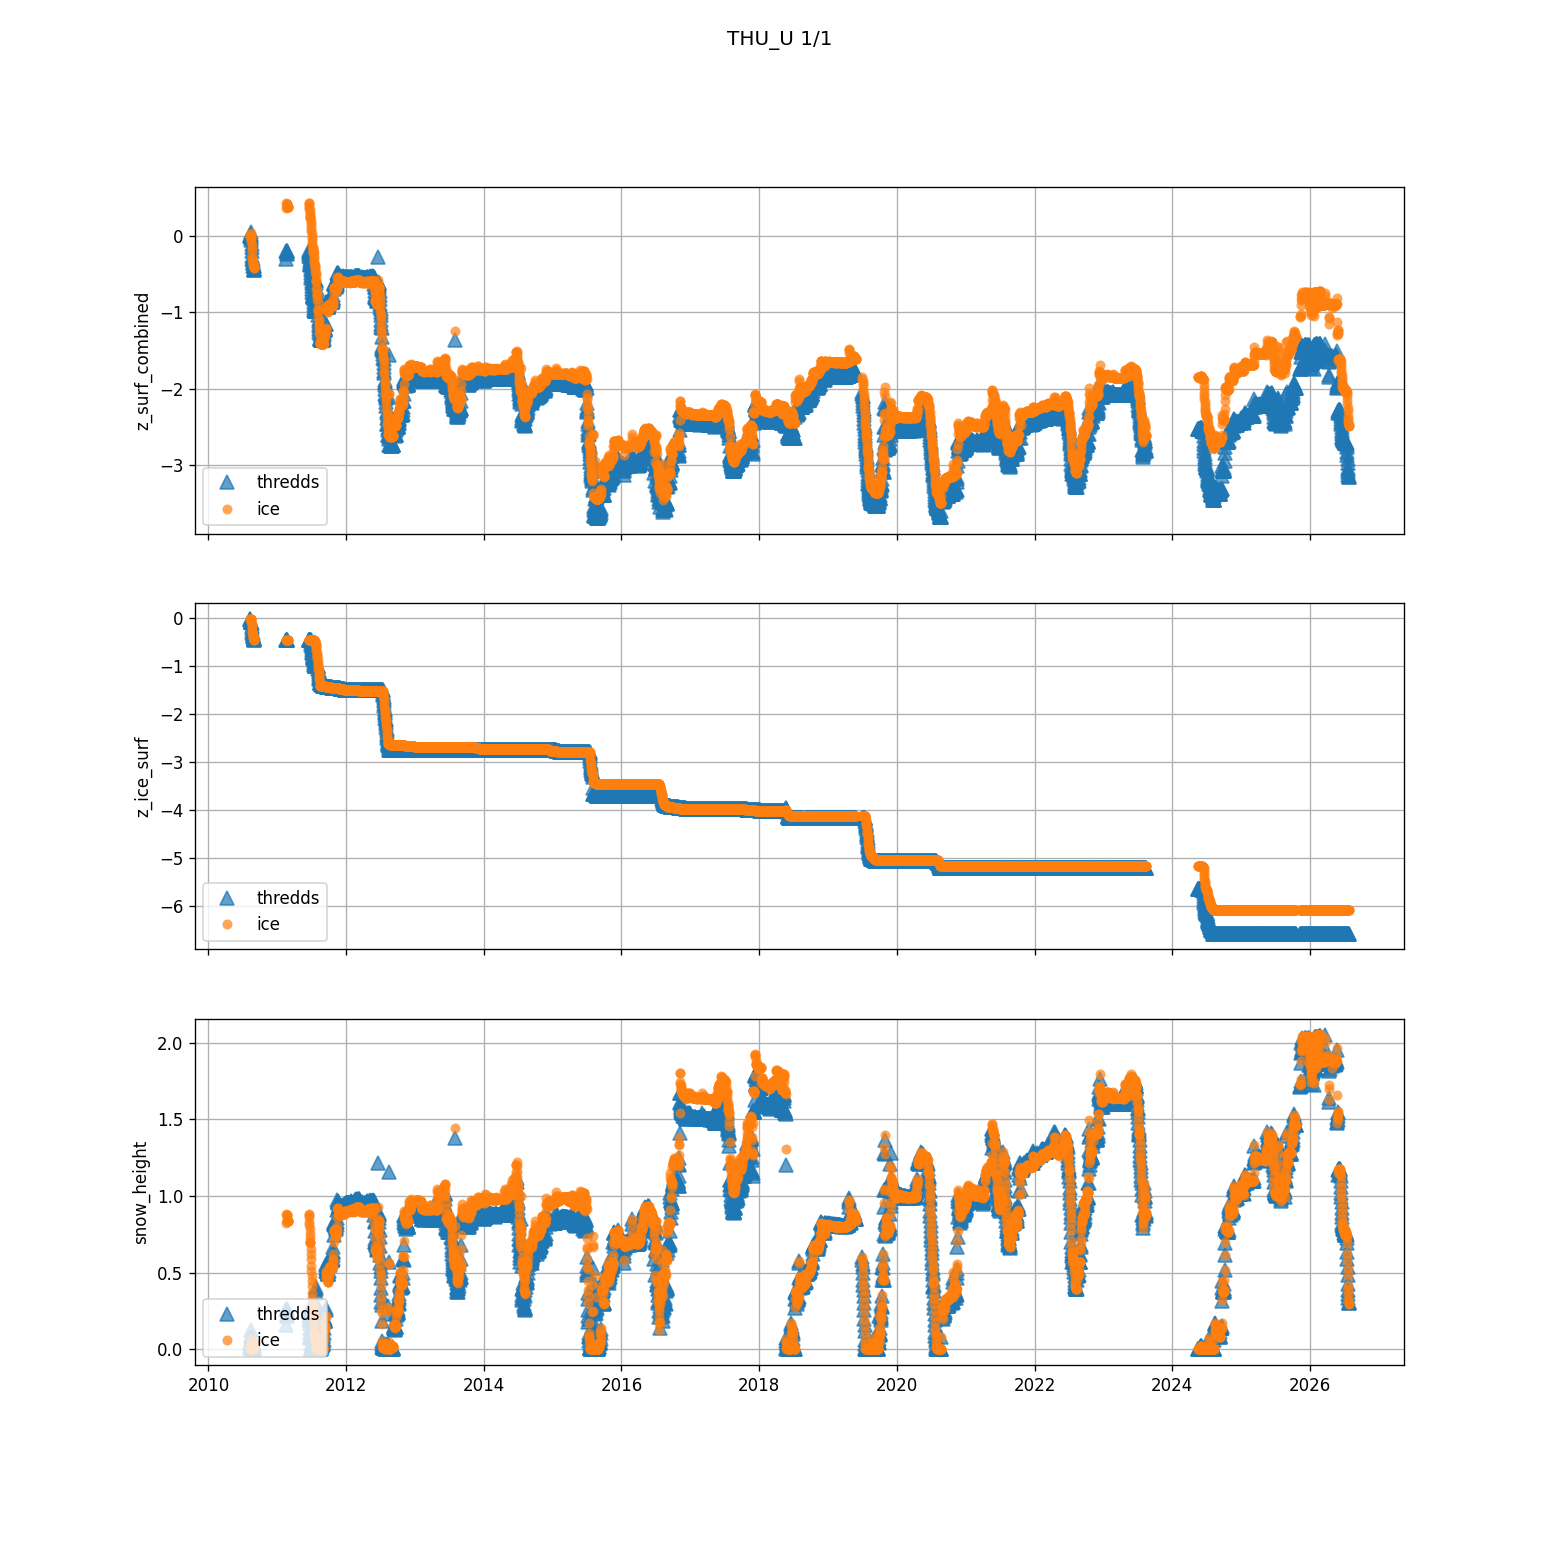 THU_U 1/1
z_surf_combined
0
−1
−2
−3
thredds
ice
z_ice_surf
0
−1
−2
−3
−4
−5
−6
thredds
ice
snow_height
2.0
1.5
1.0
0.5
0.0
thredds
ice
2010 2012 2014 2016 2018 2020 2022 2024 2026